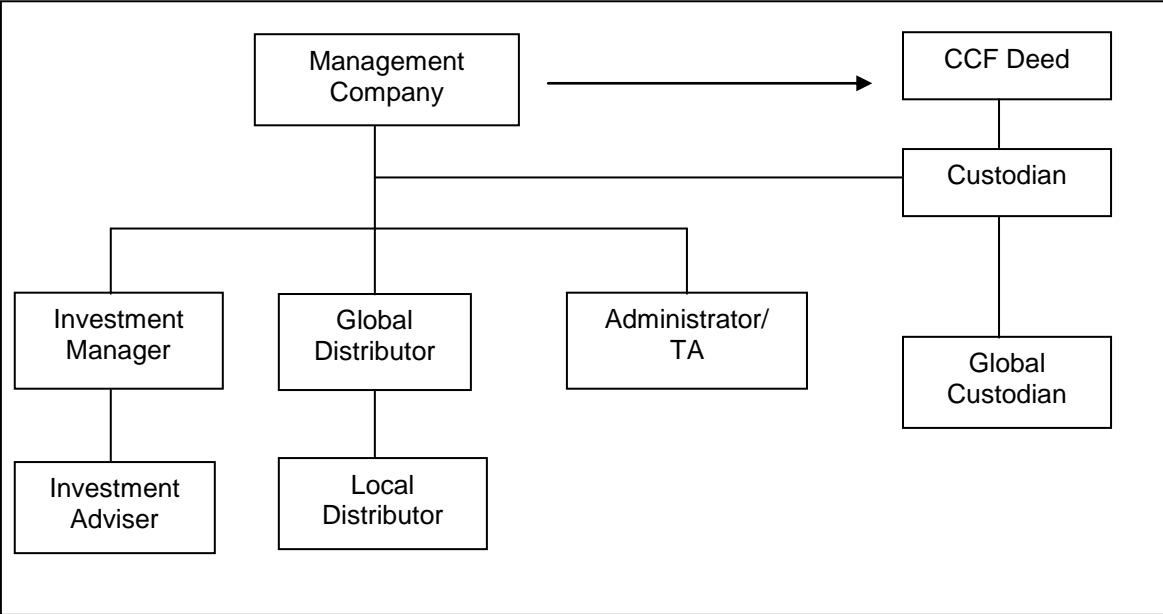 Management
Company
CCF Deed
Custodian
Investment
Manager
Global
Distributor
Administrator/
TA
Global
Custodian
Investment
Adviser
Local
Distributor